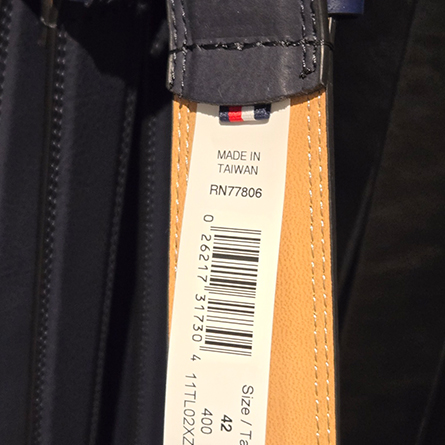 MADE IN
TAIWAN
RN77806
0 26217 31730 4
11TL02XZ
400
42
Size / Ta